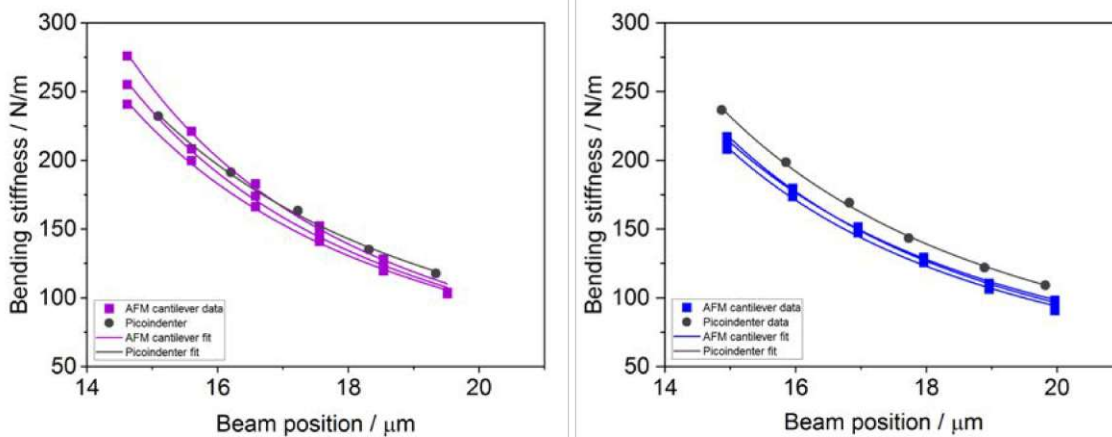 300
250
200
150
100
50
Bending stiffness / N/m
AFM cantilever data
Picoindenter
AFM cantilever fit
Picoindenter fit
14 16 18 20
Beam position / μm
300
250
200
150
100
50
Bending stiffness / N/m
AFM cantilever data
Picoindenter data
AFM cantilever fit
Picoindenter fit
14 16 18 20
Beam position / μm